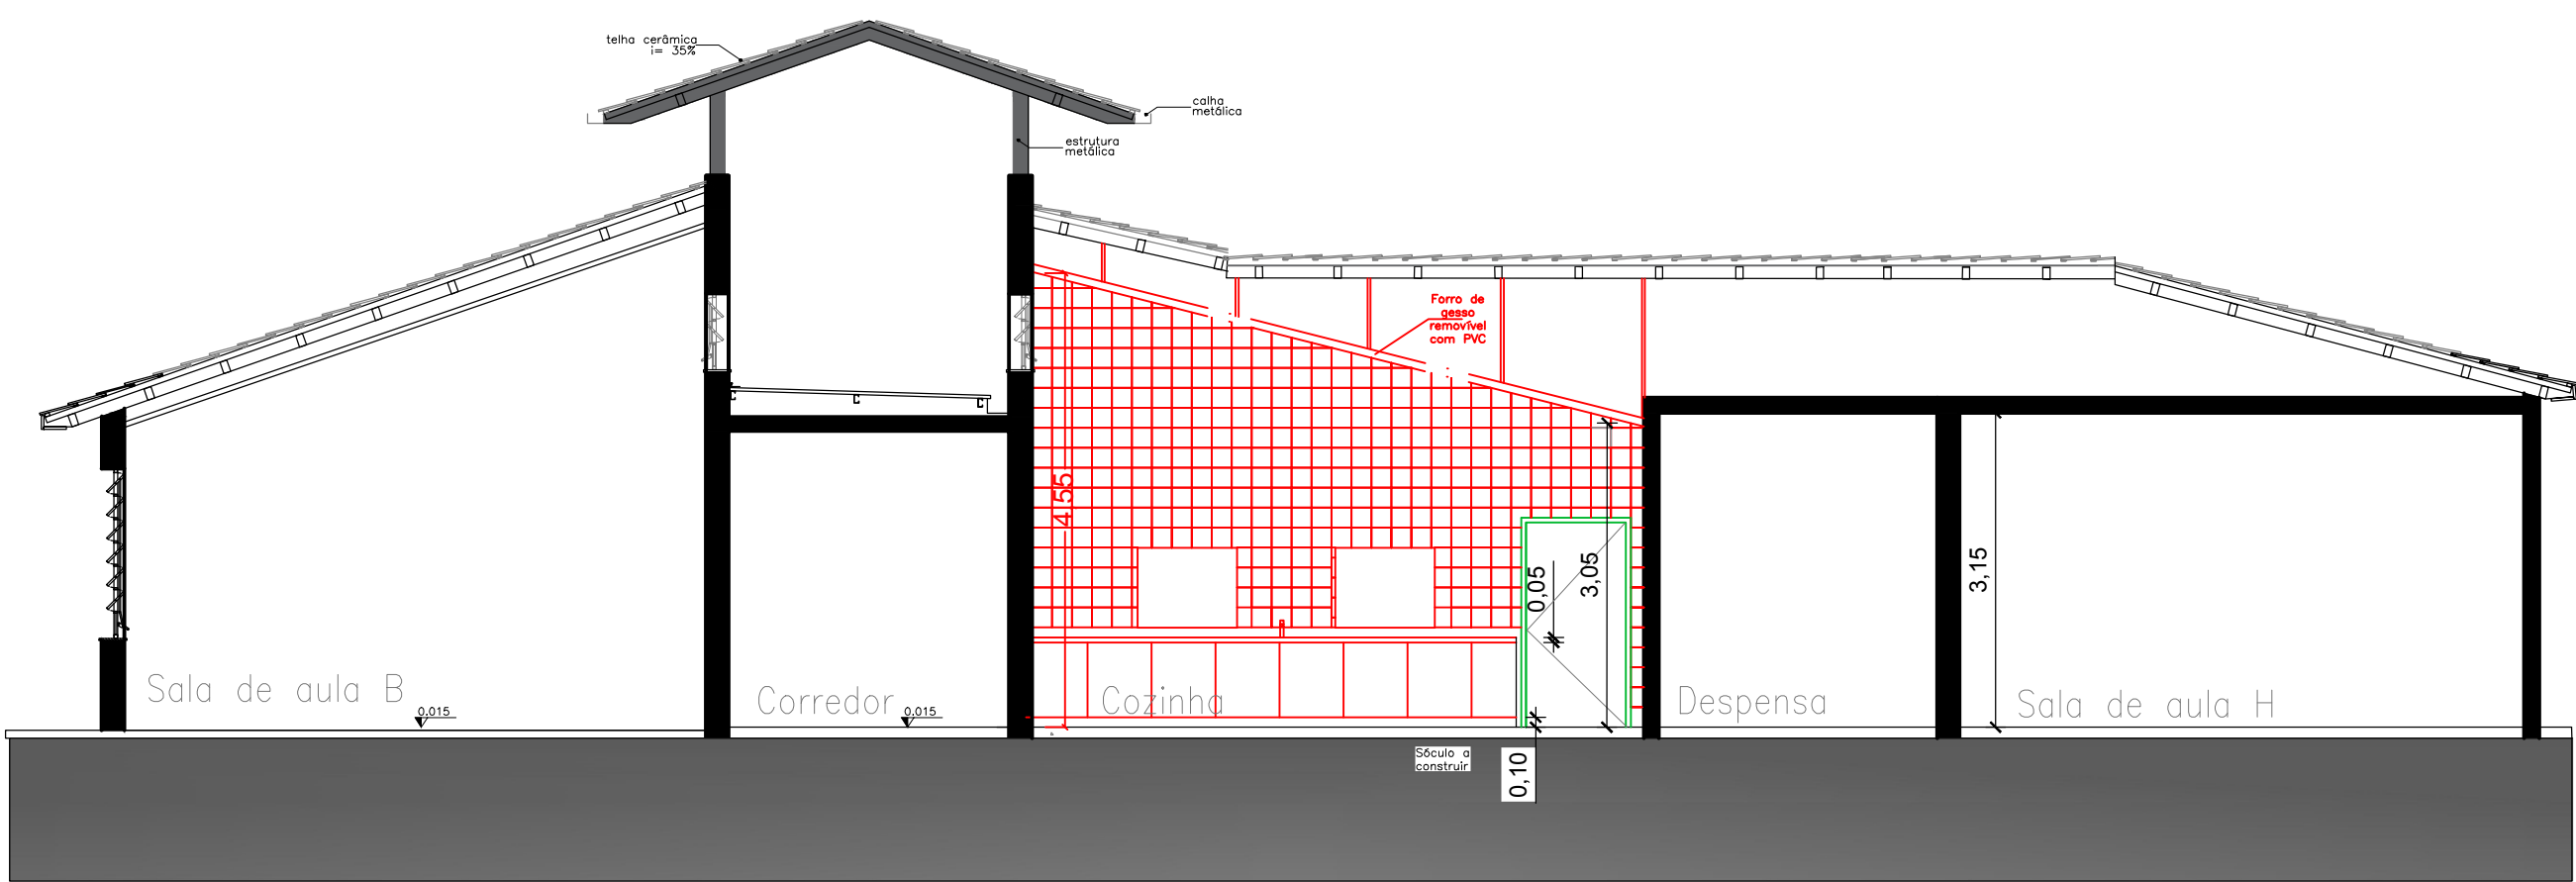 telha cerâmica
i= 35%
calha
metálica
estrutura
metálica
Forro de
gesso
removível
com PVC
4,55
0,05
3,05
3,15
Sala de aula B
0.015
Corredor
0.015
Cozinha
Despensa
Sala de aula H
Sóculo a
construir
0,10